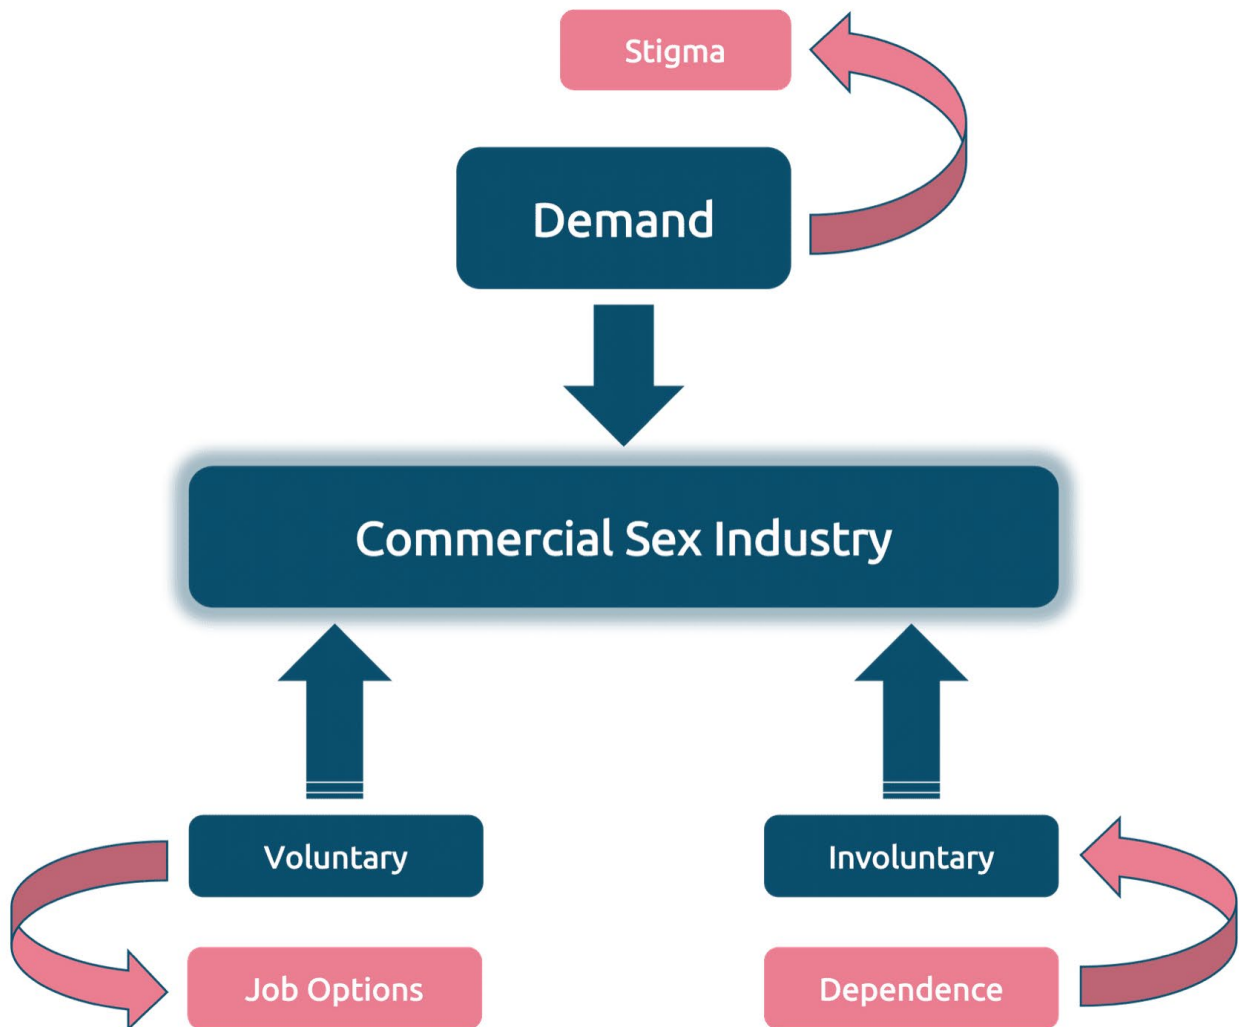 Stigma
Demand
Commercial Sex Industry
Voluntary
Involuntary
Job Options
Dependence